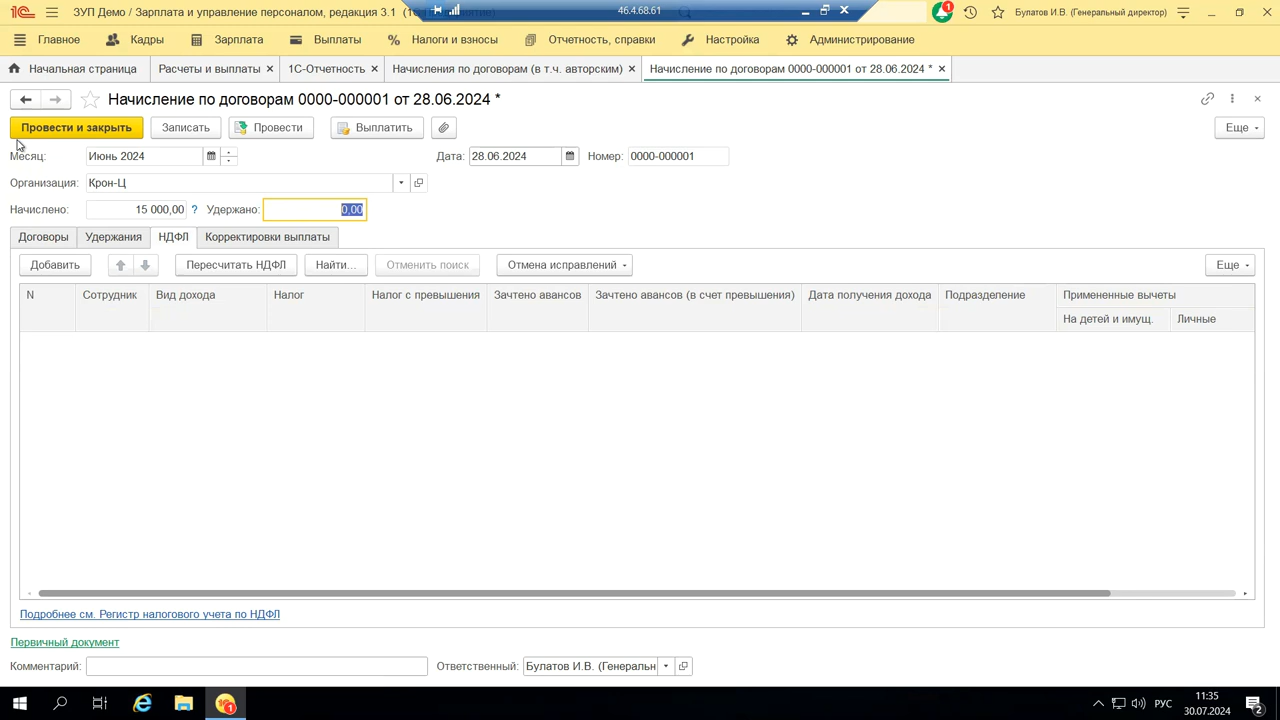 ЗУП Демо / Зарплата и управление персоналом, редакция 3.1 (1С
46.4.68.61
1
Булатов И.В. (Генеральный директор)
Главное
Кадры
Зарплата
Выплаты
Налоги и взносы
Отчетность, справки
Настройка
Администрирование
Начальная страница
Расчеты и выплаты
1С-Отчетность
Начисления по договорам (в т.ч. авторским)
Начисление по договорам 0000-000001 от 28.06.2024 *
Начисление по договорам 0000-000001 от 28.06.2024 *
Провести и закрыть
Записать
Провести
Выплатить
Еще
Месяц: Июнь 2024
Дата: 28.06.2024
Номер: 0000-000001
Организация: Крон-Ц
Начислено: 15 000,00 ? Удержано: 0,00
Договоры
Удержания
НДФЛ
Корректировки выплаты
Добавить
Пересчитать НДФЛ
Найти...
Отменить поиск
Отмена исправлений
Еще
N
Сотрудник
Вид дохода
Налог
Налог с превышения
Зачтено авансов
Зачтено авансов (в счет превышения)
Дата получения дохода
Подразделение
Примененные вычеты
На детей и имущ.
Личные
Подробнее см. Регистр налогового учета по НДФЛ
Первичный документ
Комментарий:
Ответственный: Булатов И.В. (Генеральн
1
РУС
11:35
30.07.2024
2